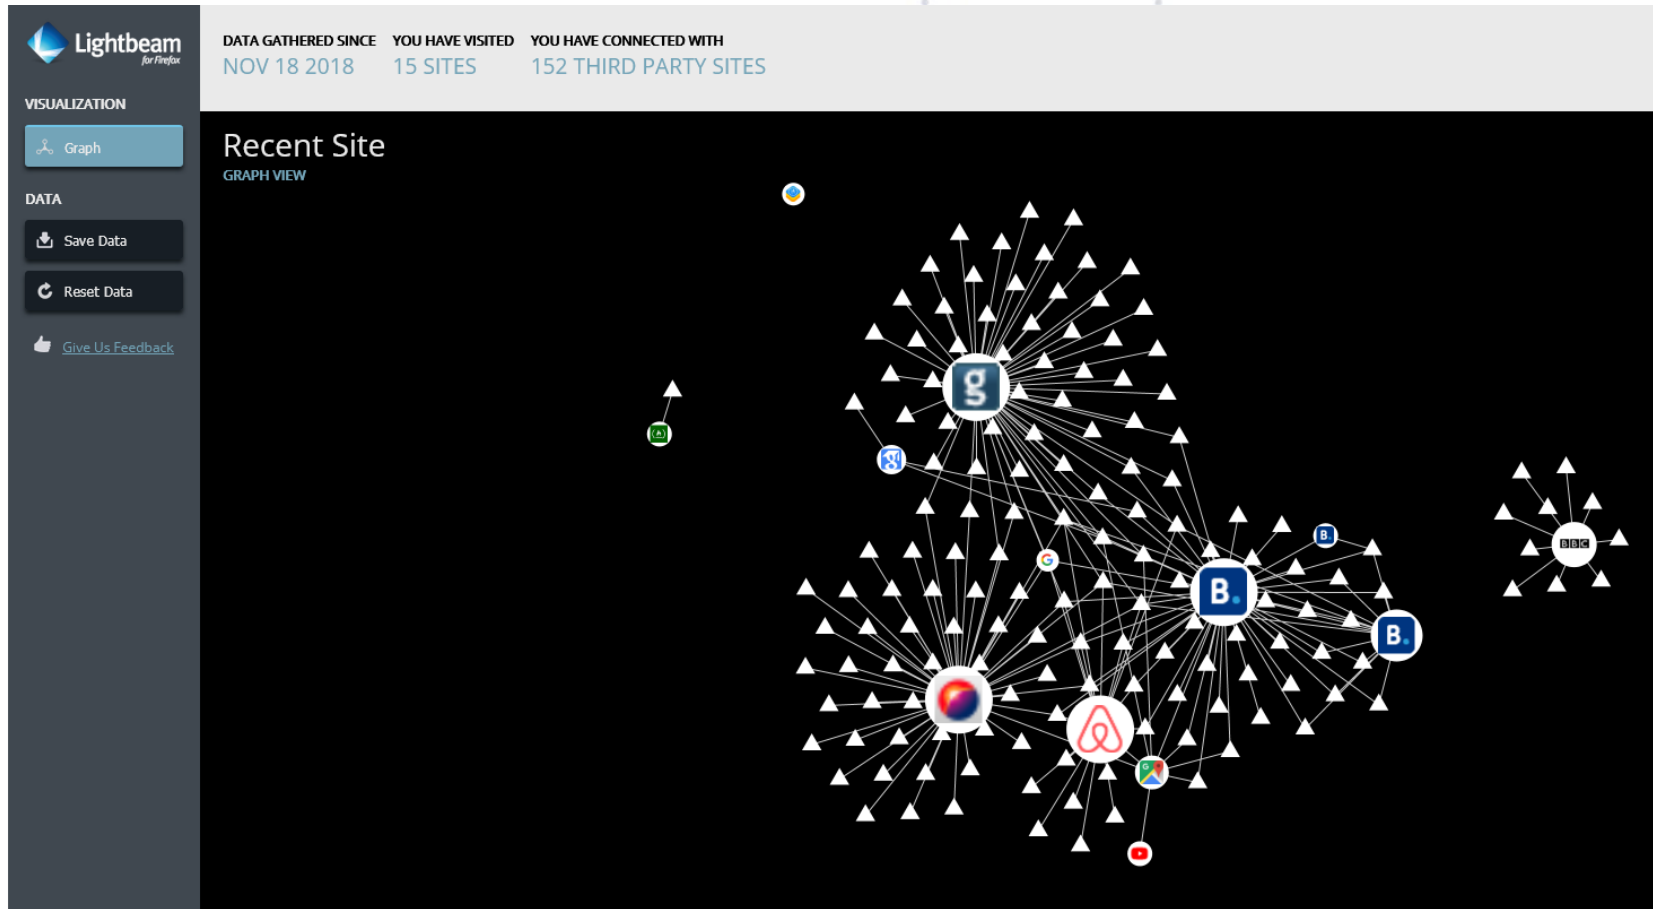 Lightbeam
for Firefox
DATA GATHERED SINCE
NOV 18 2018
YOU HAVE VISITED
15 SITES
YOU HAVE CONNECTED WITH
152 THIRD PARTY SITES
VISUALIZATION
Graph
DATA
Save Data
Reset Data
Give Us Feedback
Recent Site
GRAPH VIEW
g
g
G
B.
B.
B.
BBC
G